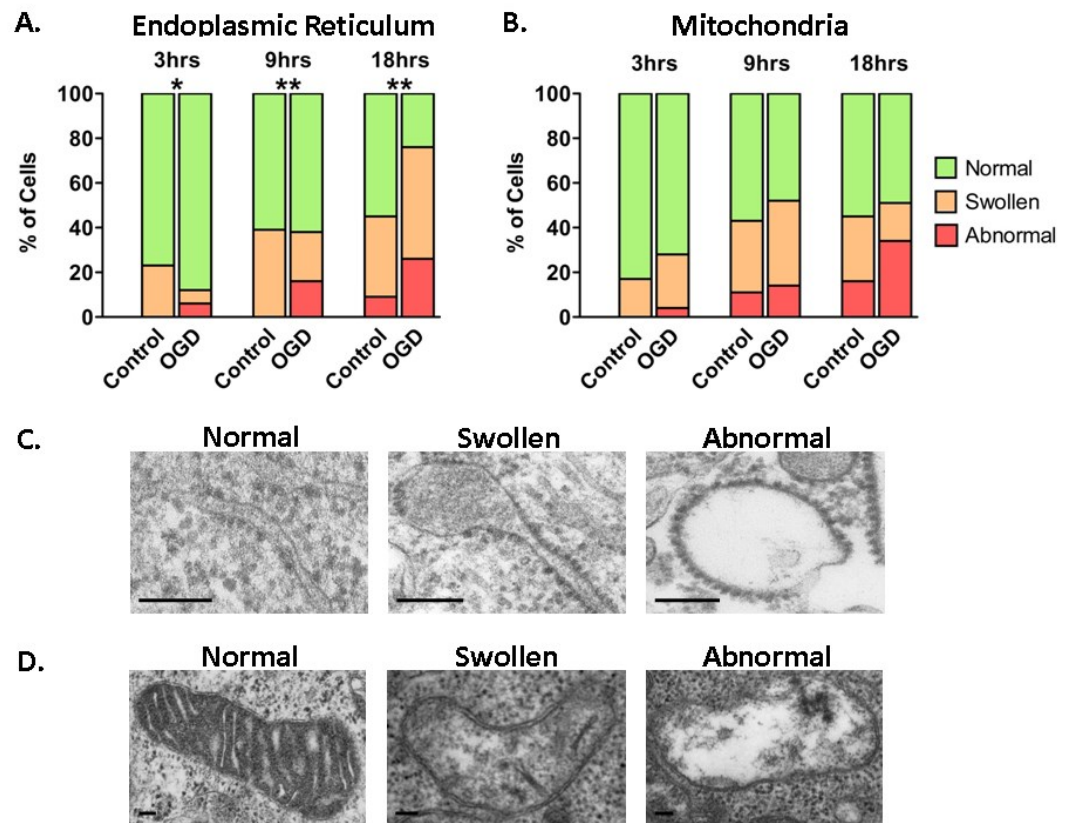 A.
Endoplasmic Reticulum
3hrs
9hrs
18hrs
*
**
**
% of Cells
100
80
60
40
20
0
Control
OGD
Control
OGD
Control
OGD
B.
Mitochondria
3hrs
9hrs
18hrs
% of Cells
100
80
60
40
20
0
Control
OGD
Control
OGD
Control
OGD
Normal
Swollen
Abnormal
C.
Normal
Swollen
Abnormal
D.
Normal
Swollen
Abnormal